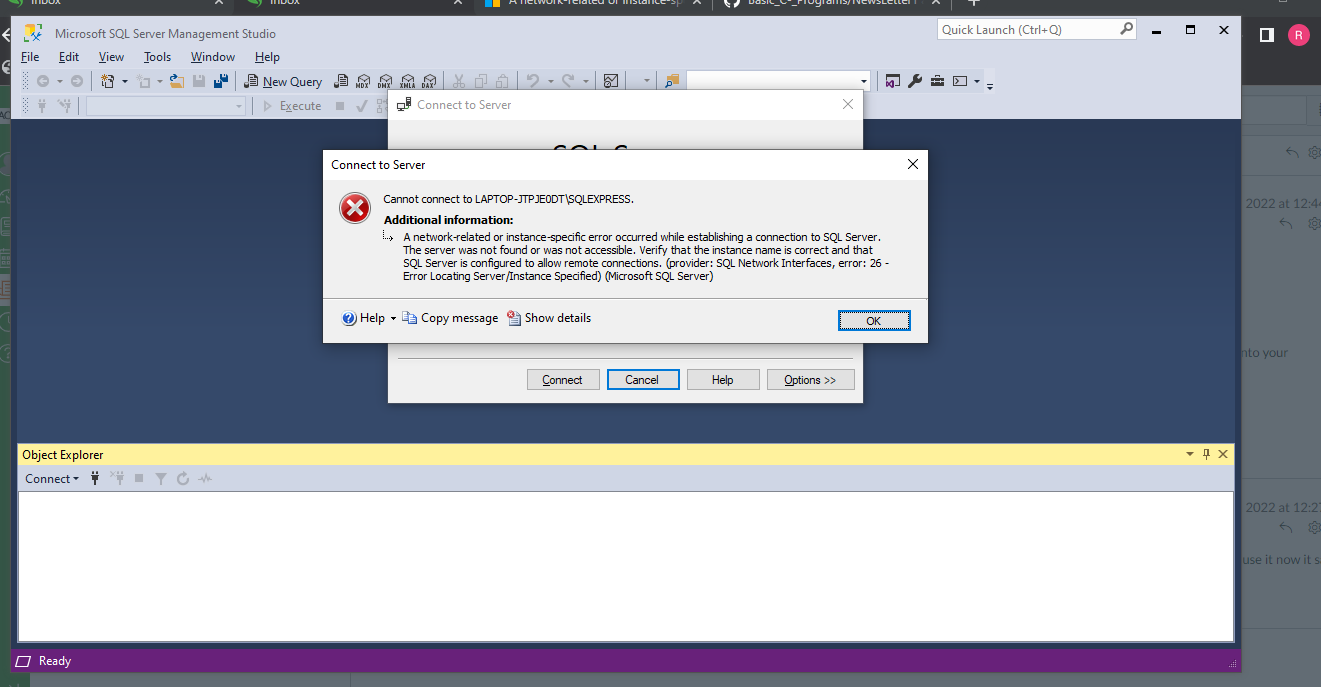 Inbox
Inbox
A network-related or instance-sp
Basic_C-_Programs/NewsLetter
Microsoft SQL Server Management Studio
Quick Launch (Ctrl+Q)
R
File Edit View Tools Window Help
New Query MDX DMX XMLA DAX
Execute
Connect to Server
SQL S
Connect to Server
Cannot connect to LAPTOP-JTPJE0DT\SQLEXPRESS.
Additional information:
A network-related or instance-specific error occurred while establishing a connection to SQL Server.
The server was not found or was not accessible. Verify that the instance name is correct and that
SQL Server is configured to allow remote connections. (provider: SQL Network Interfaces, error: 26 -
Error Locating Server/Instance Specified) (Microsoft SQL Server)
Help Copy message Show details OK
Connect Cancel Help Options >>
Object Explorer
Connect
Ready
2022 at 12:44
nto your
2022 at 12:27
use it now it s